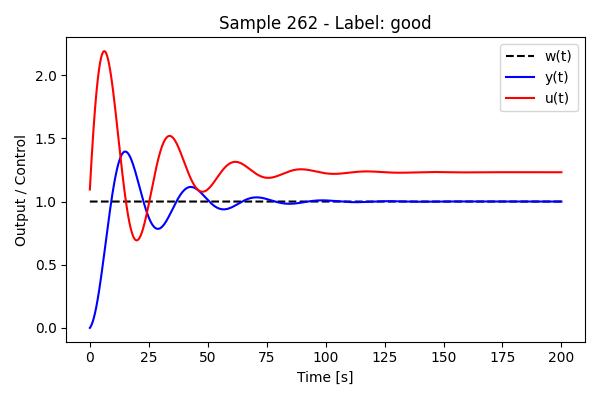 Sample 262 - Label: good
Output / Control
2.0
1.5
1.0
0.5
0.0
w(t)
y(t)
u(t)
0 25 50 75 100 125 150 175 200
Time [s]